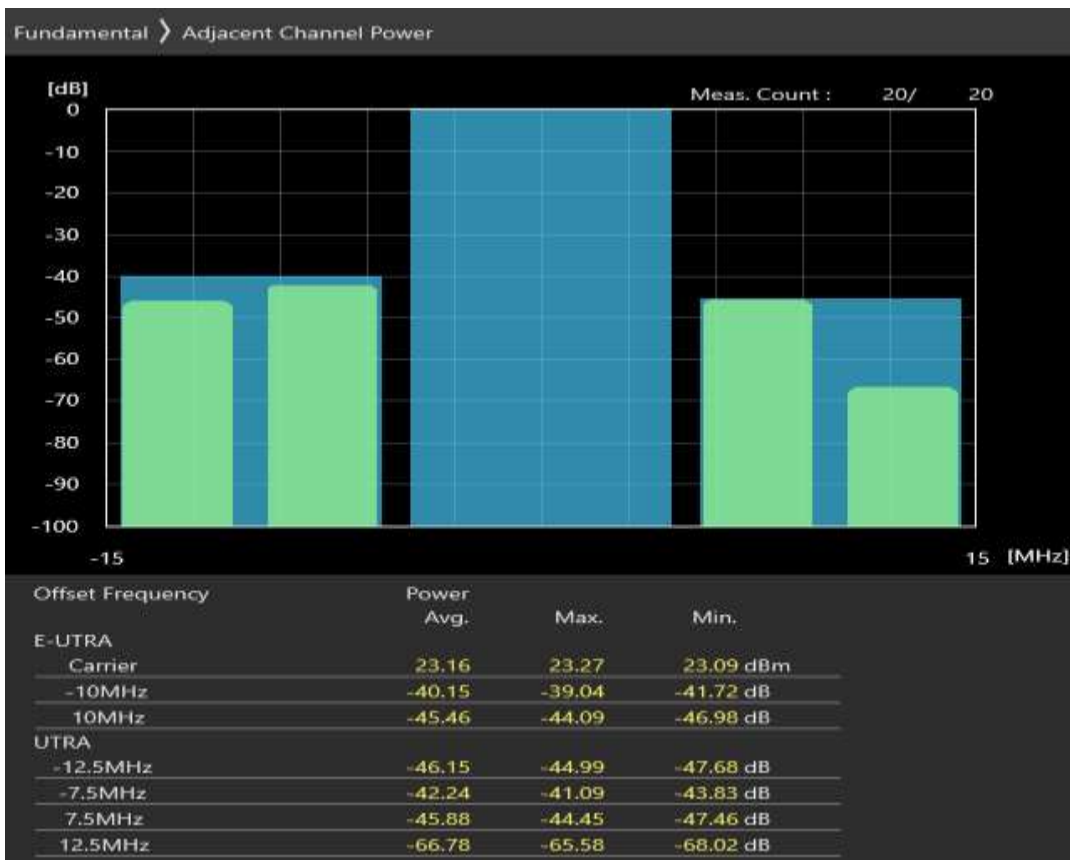 Fundamental ❯ Adjacent Channel Power
[dB]
Meas. Count : 20/ 20
0
-10
-20
-30
-40
-50
-60
-70
-80
-90
-100
-15 15 [MHz]
Offset Frequency Power
Avg. Max. Min.
E-UTRA
Carrier 23.16 23.27 23.09 dBm
-10MHz -40.15 -39.04 -41.72 dB
10MHz -45.46 -44.09 -46.98 dB
UTRA
-12.5MHz -46.15 -44.99 -47.68 dB
-7.5MHz -42.24 -41.09 -43.83 dB
7.5MHz -45.88 -44.45 -47.46 dB
12.5MHz -66.78 -65.58 -68.02 dB